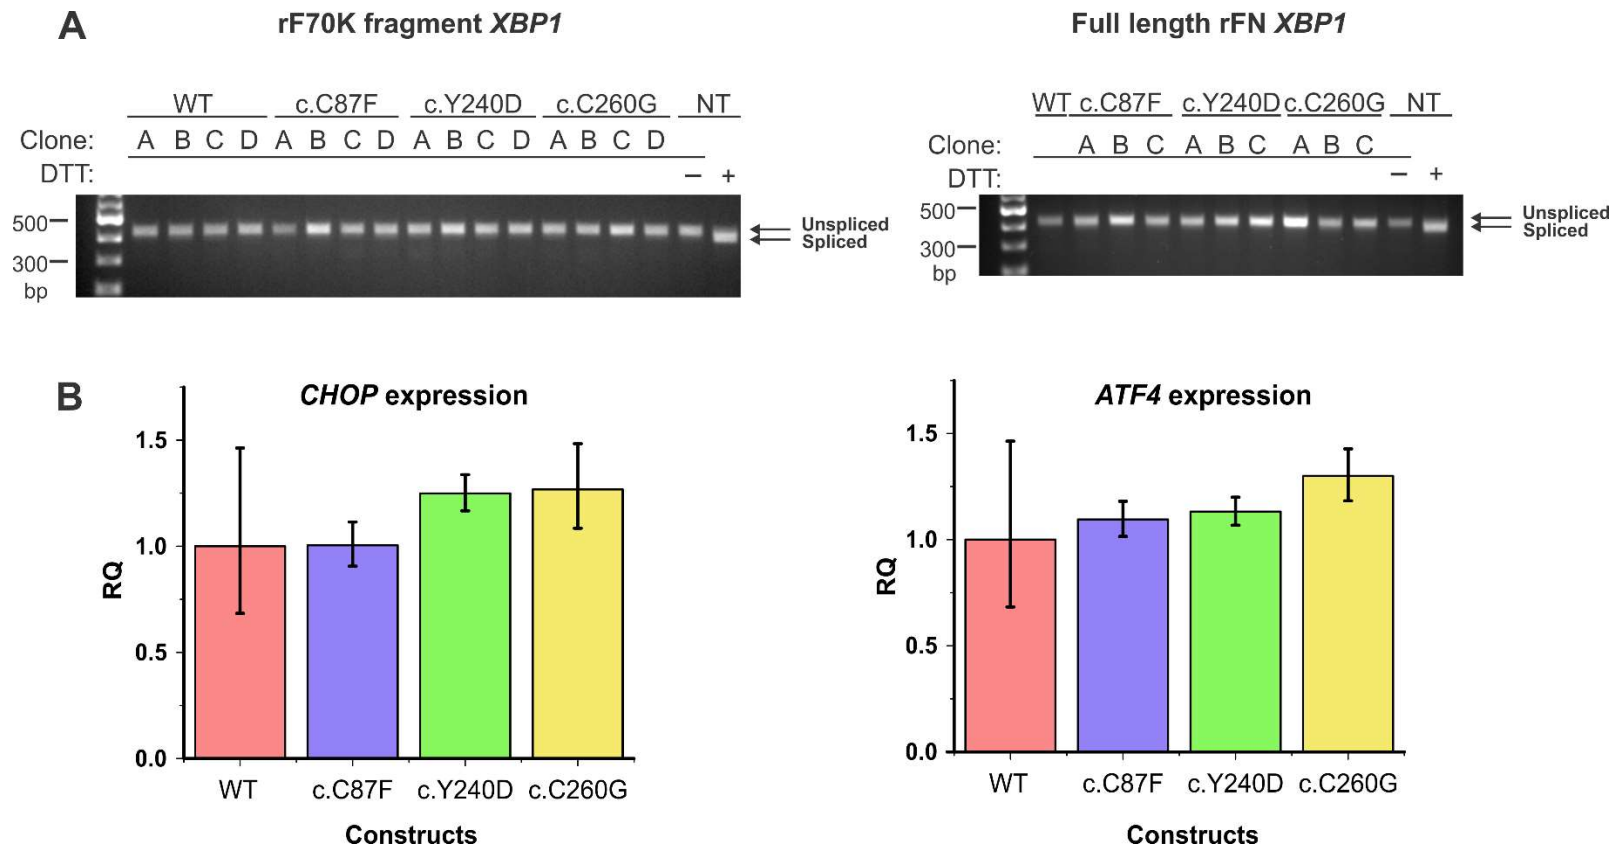 A
rF70K fragment XBP1
WT c.C87F c.Y240D c.C260G NT
Clone: A B C D A B C D A B C D A B C D
DTT: – +
500
300
bp
Unspliced
Spliced
Full length rFN XBP1
WT c.C87F c.Y240D c.C260G NT
Clone: A B C A B C A B C
DTT: – +
500
300
bp
Unspliced
Spliced
B
CHOP expression
1.5
1.0
0.5
0.0
RQ
WT c.C87F c.Y240D c.C260G
Constructs
ATF4 expression
1.5
1.0
0.5
0.0
RQ
WT c.C87F c.Y240D c.C260G
Constructs